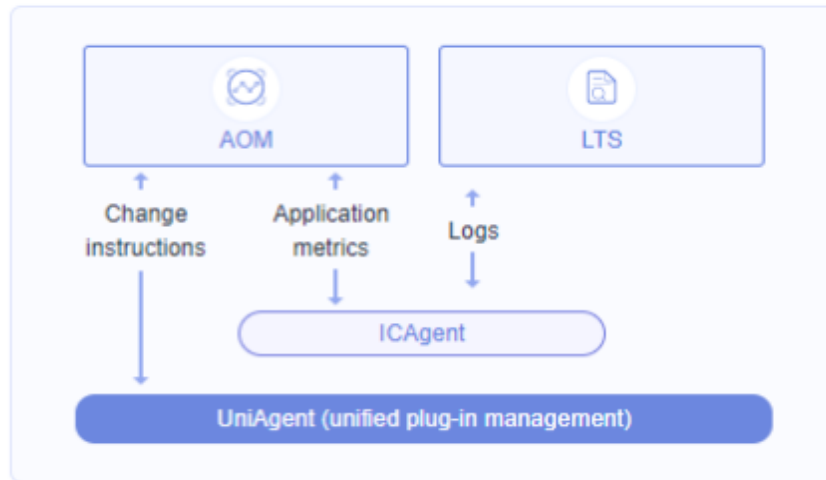 AOM
LTS
Change
instructions
Application
metrics
Logs
ICAgent
UniAgent (unified plug-in management)